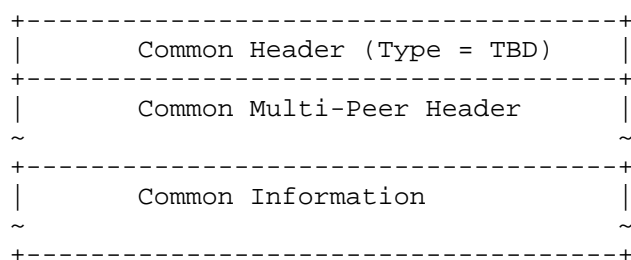 +-------------------------------------+
|       Common Header (Type = TBD)    |
+-------------------------------------+
|       Common Multi-Peer Header      |
~                                     ~
+-------------------------------------+
|       Common Information            |
~                                     ~
+-------------------------------------+